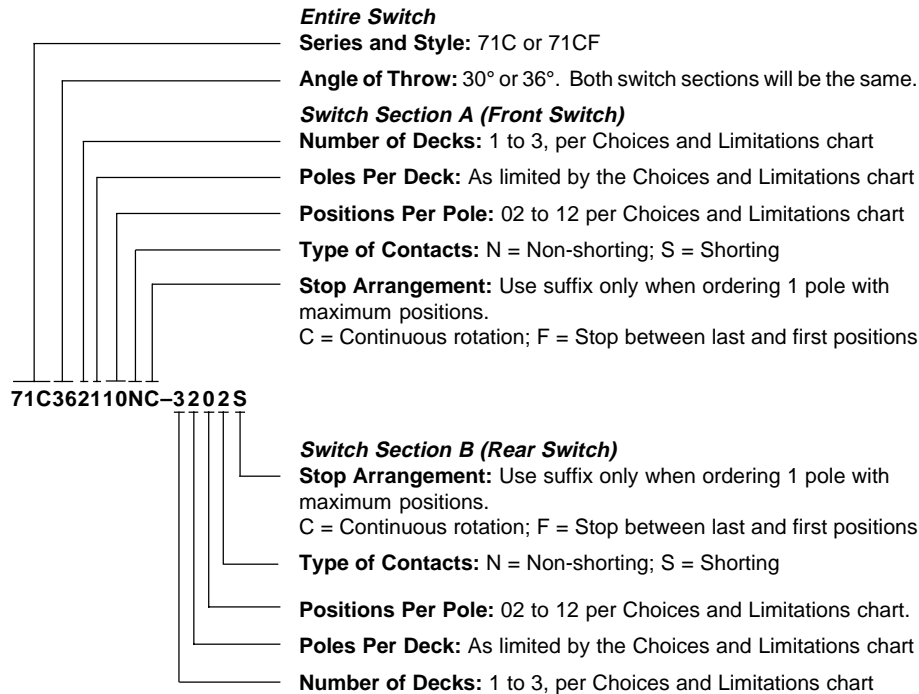 Entire Switch
Series and Style: 71C or 71CF
Angle of Throw: 30° or 36°. Both switch sections will be the same.
Switch Section A (Front Switch)
Number of Decks: 1 to 3, per Choices and Limitations chart
Poles Per Deck: As limited by the Choices and Limitations chart
Positions Per Pole: 02 to 12 per Choices and Limitations chart
Type of Contacts: N = Non-shorting; S = Shorting
Stop Arrangement: Use suffix only when ordering 1 pole with
maximum positions.
C = Continuous rotation; F = Stop between last and first positions
71C362110NC–3202S
Switch Section B (Rear Switch)
Stop Arrangement: Use suffix only when ordering 1 pole with
maximum positions.
C = Continuous rotation; F = Stop between last and first positions
Type of Contacts: N = Non-shorting; S = Shorting
Positions Per Pole: 02 to 12 per Choices and Limitations chart.
Poles Per Deck: As limited by the Choices and Limitations chart
Number of Decks: 1 to 3, per Choices and Limitations chart